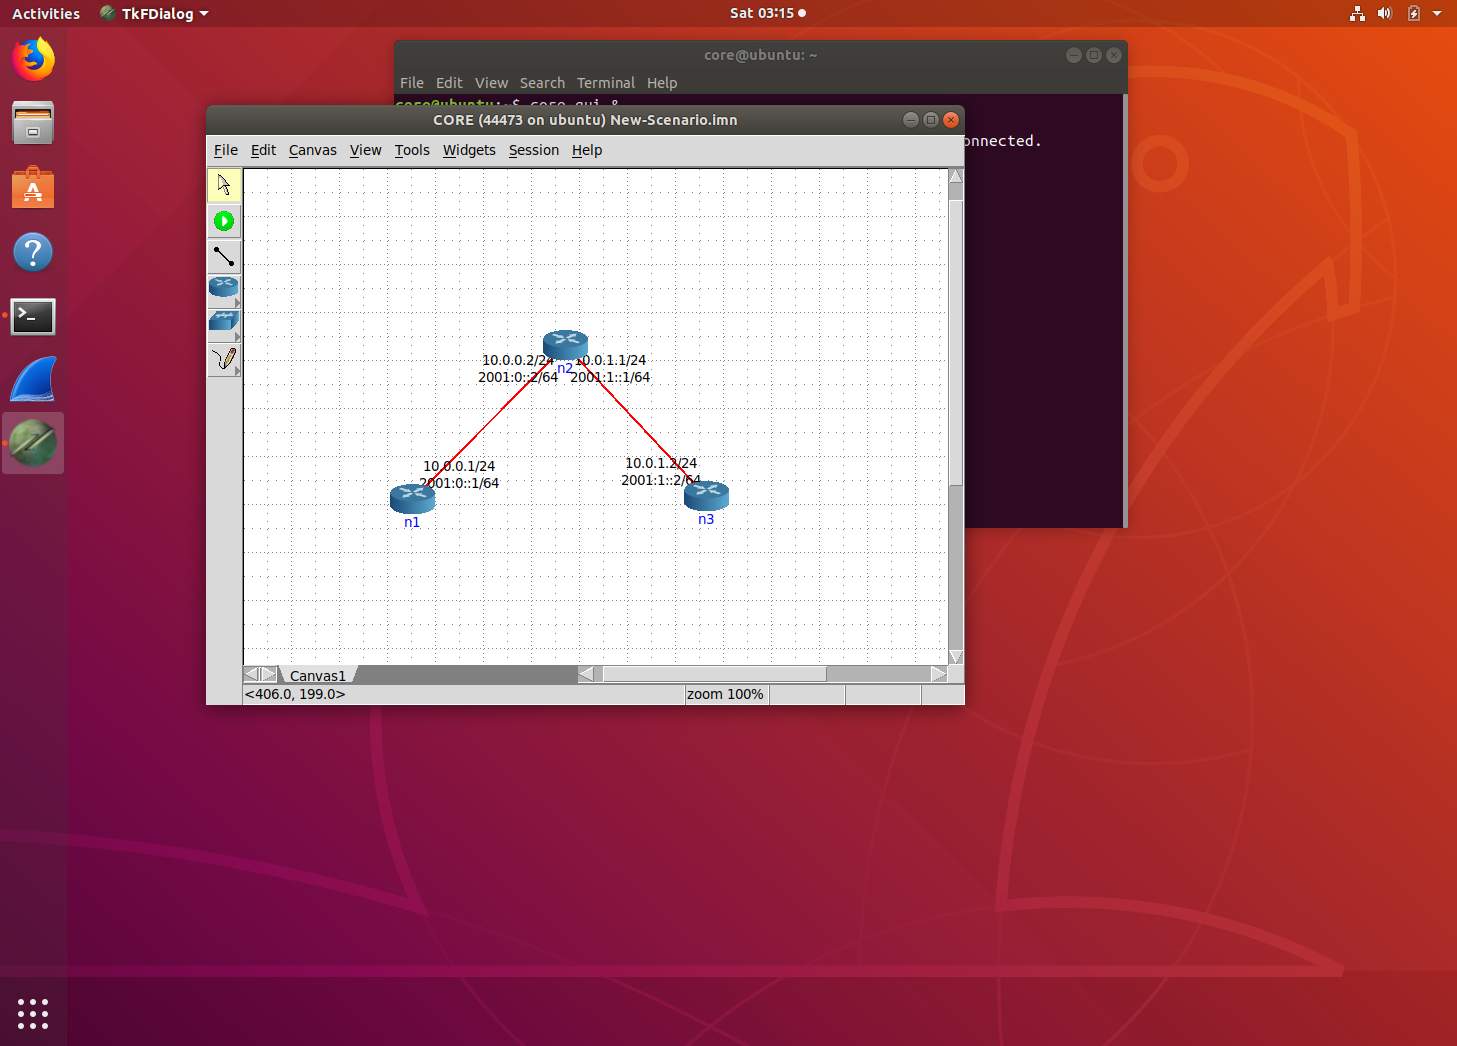 Activities TkFDialog Sat 03:15
core@ubuntu: ~
File Edit View Search Terminal Help
core@ubuntu:~$ core-gui &
onnected.
CORE (44473 on ubuntu) New-Scenario.imn
File Edit Canvas View Tools Widgets Session Help
10.0.0.2/24 10.0.1.1/24
n2
2001:0::2/64 2001:1::1/64
10.0.0.1/24 10.0.1.2/24
2001:0::1/64 2001:1::2/64
n1 n3
Canvas1
<406.0, 199.0> zoom 100%